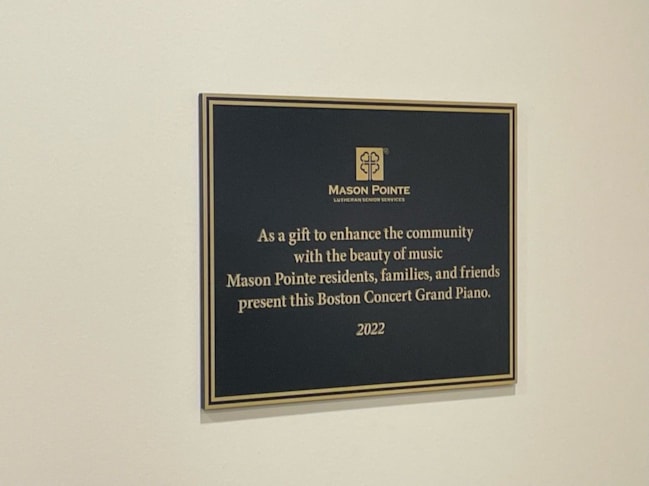 MASON POINTE
LUTHERAN SENIOR SERVICES
As a gift to enhance the community
with the beauty of music
Mason Pointe residents, families, and friends
present this Boston Concert Grand Piano.
2022